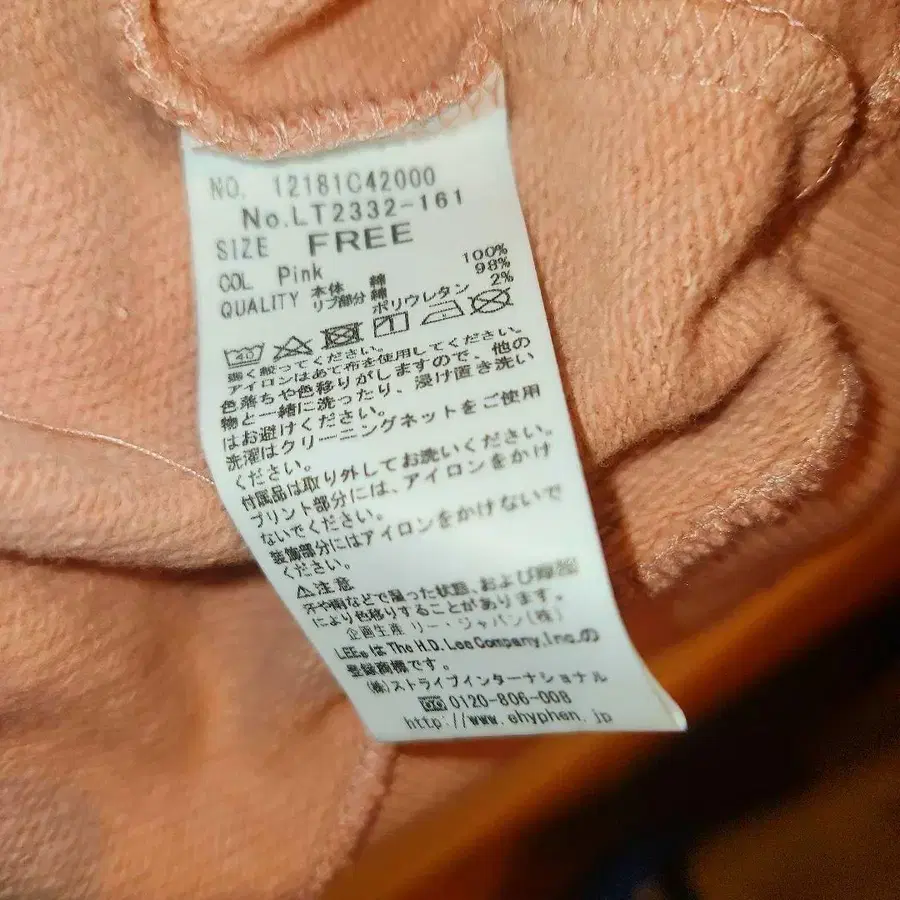 NO. 12181C42000
No.LT2332-161
SIZE FREE
COL Pink
QUALITY 本体 綿 100%
リブ部分 綿 98%
ポリウレタン 2%
40
弱く絞ってください。
アイロンはあて布を使用してください。
色落ちや色移りがしますので、他の
物と一緒に洗ったり、浸け置き洗い
はお避けください。
洗濯はクリーニングネットをご使用
ください。
付属品は取り外してお洗いください。
プリント部分には、アイロンをかけ
ないでください。
装飾部分にはアイロンをかけないで
ください。
⚠注意
汗や雨などで湿った状態、および摩擦
により色移りすることがあります。
企画生産 リー・ジャパン(株)
LEE®は The H.D. Lee Company, Inc.の
登録商標です。
(株)ストライプインターナショナル
0120-806-008
http://www.ehyphen.jp